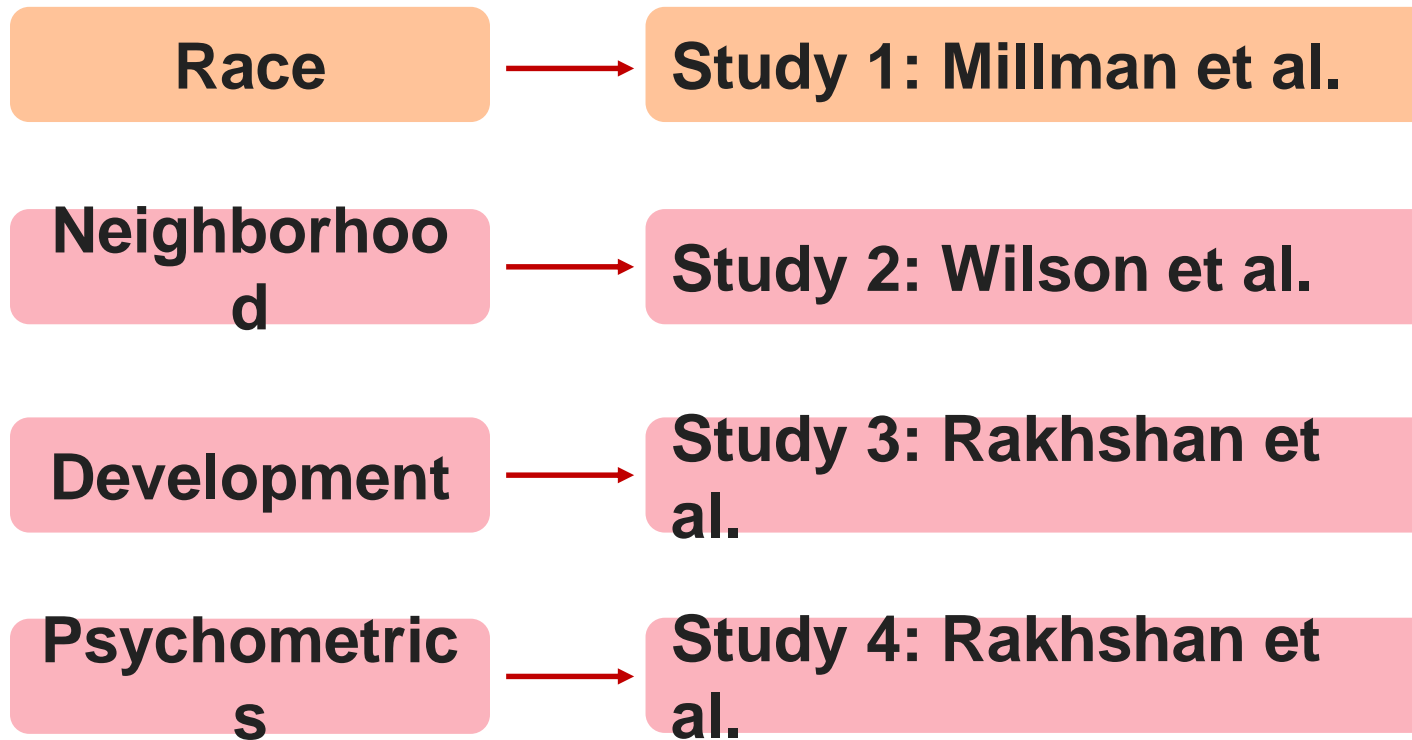 Race
Study 1: Millman et al.
Neighborhoo
d
Study 2: Wilson et al.
Development
Study 3: Rakhshan et
al.
Psychometric
s
Study 4: Rakhshan et
al.